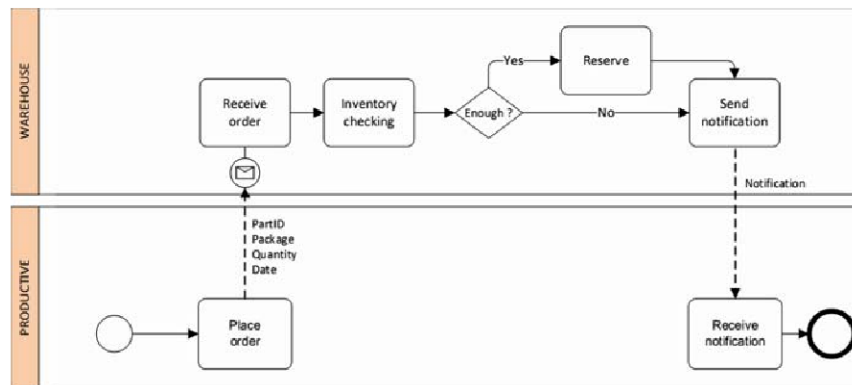 WAREHOUSE
Receive
order
Inventory
checking
Enough ?
Yes
Reserve
No
Send
notification
Notification
PRODUCTIVE
PartID
Package
Quantity
Date
Place
order
Receive
notification